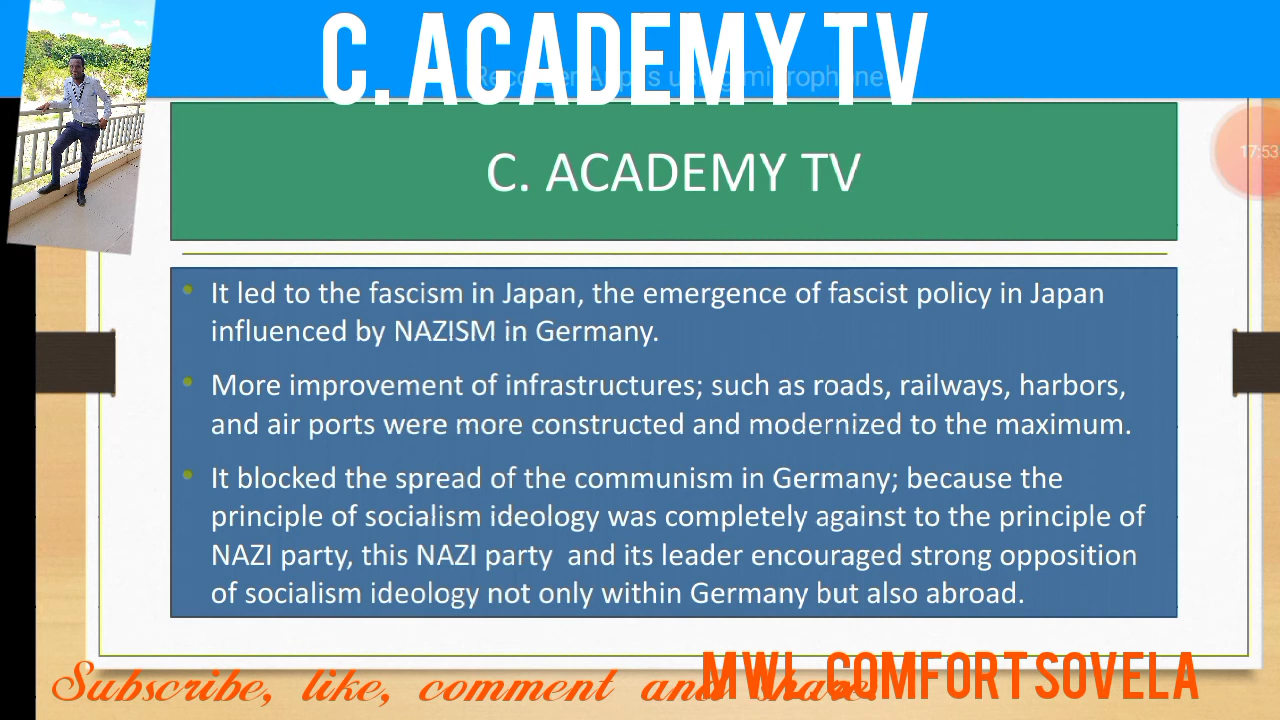 C. ACADEMY TV
17:53
C. ACADEMY TV
• It led to the fascism in Japan, the emergence of fascist policy in Japan
influenced by NAZISM in Germany.
• More improvement of infrastructures; such as roads, railways, harbors,
and air ports were more constructed and modernized to the maximum.
• It blocked the spread of the communism in Germany; because the
principle of socialism ideology was completely against to the principle of
NAZI party, this NAZI party and its leader encouraged strong opposition
of socialism ideology not only within Germany but also abroad.
Subscribe, like, comment and share.
MWL. COMFORT SOVELA